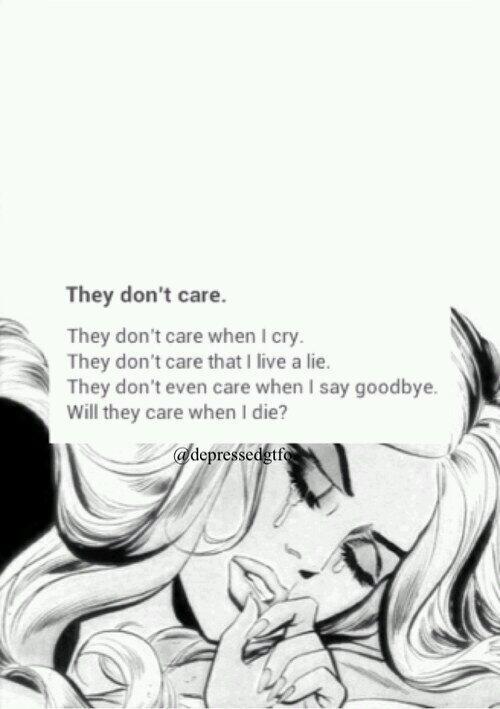 They don't care.
They don't care when I cry.
They don't care that I live a lie.
They don't even care when I say goodbye.
Will they care when I die?
@depressedgtfo